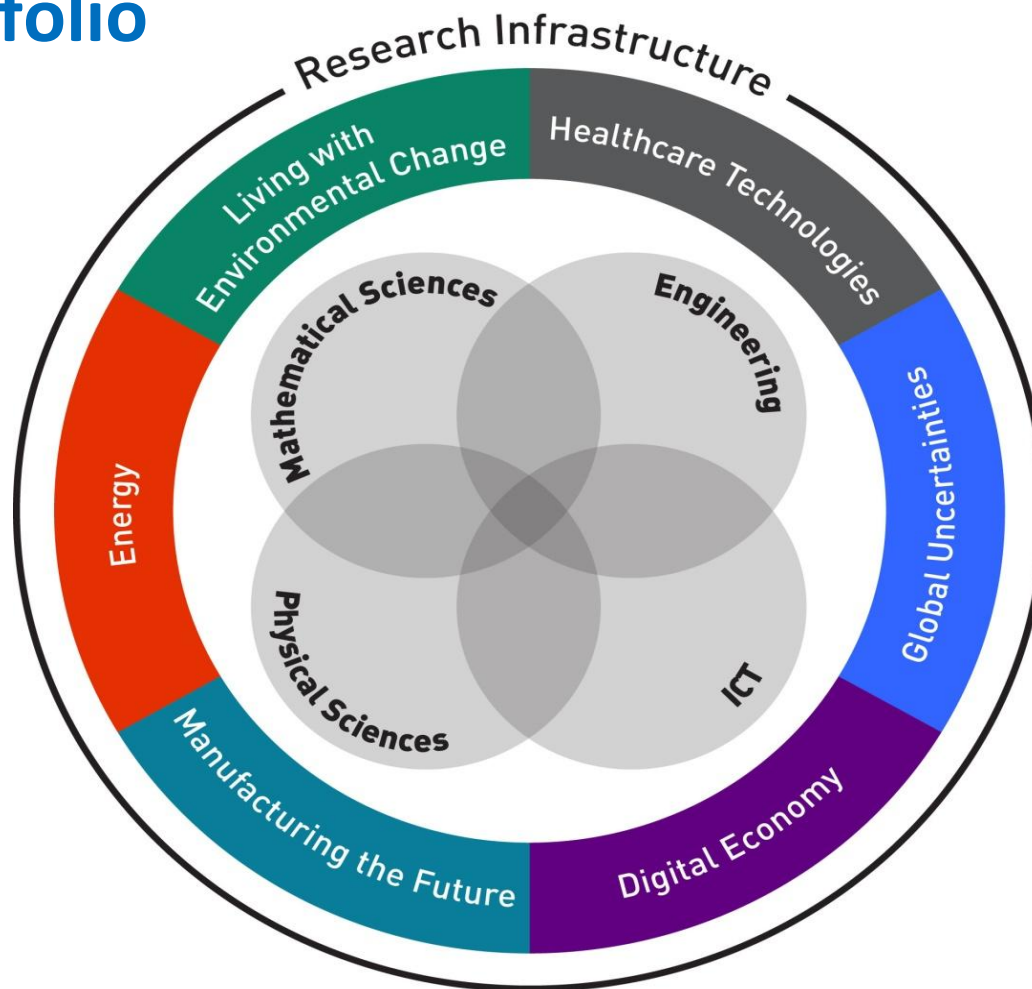 folio
Research Infrastructure
Living with
Environmental Change
Healthcare Technologies
Mathematical Sciences
Engineering
Energy
Global Uncertainties
Physical Sciences
ICT
Manufacturing the Future
Digital Economy